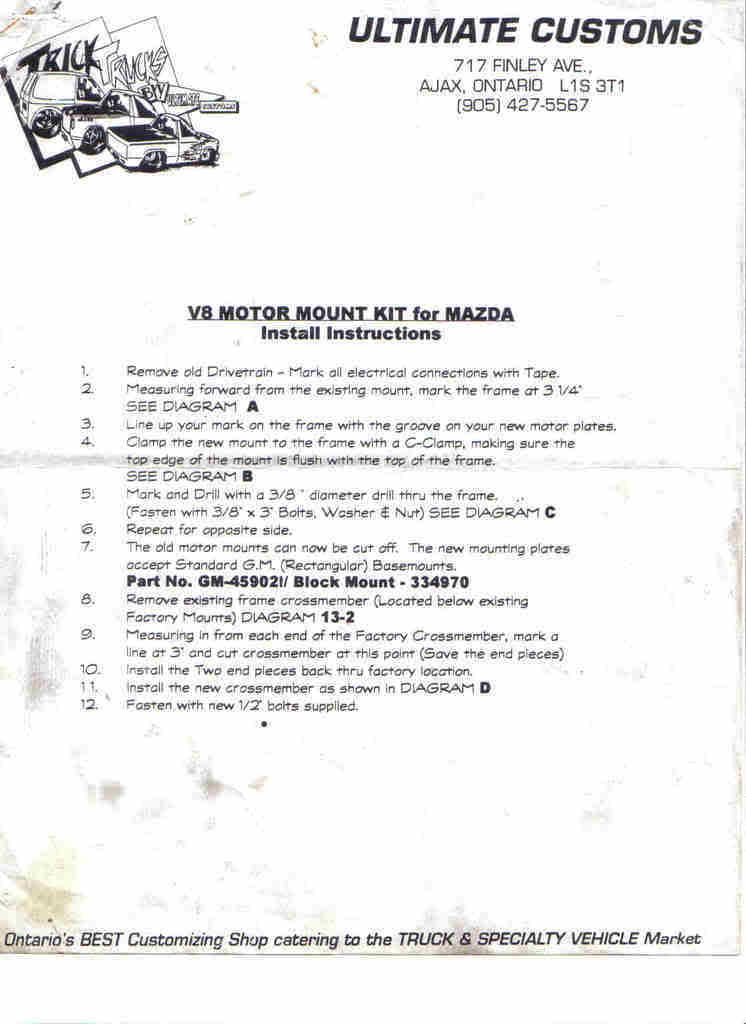 TRICK TRUCKS
BY ULTIMATE CUSTOMS
ULTIMATE CUSTOMS
717 FINLEY AVE.,
AJAX, ONTARIO L1S 3T1
(905) 427-5567
V8 MOTOR MOUNT KIT for MAZDA
Install Instructions
1. Remove old Drivetrain - Mark all electrical connections with Tape.
2. Measuring forward from the existing mount, mark the frame at 3 1/4"
SEE DIAGRAM A
3. Line up your mark on the frame with the groove on your new motor plates.
4. Clamp the new mount to the frame with a C-Clamp, making sure the
top edge of the mount is flush with the top of the frame.
SEE DIAGRAM B
5. Mark and Drill with a 3/8 " diameter drill thru the frame.
(Fasten with 3/8" x 3" Bolts, Washer & Nut) SEE DIAGRAM C
6. Repeat for opposite side.
7. The old motor mounts can now be cut off. The new mounting plates
accept Standard G.M. (Rectangular) Basemounts.
Part No. GM-45902I/ Block Mount - 334970
8. Remove existing frame crossmember (Located below existing
Factory Mounts) DIAGRAM 13-2
9. Measuring in from each end of the Factory Crossmember, mark a
line at 3" and cut crossmember at this point (Save the end pieces)
10. Install the Two end pieces back thru factory location.
11. Install the new crossmember as shown in DIAGRAM D
12. Fasten with new 1/2" bolts supplied.
Ontario's BEST Customizing Shop catering to the TRUCK & SPECIALTY VEHICLE Market